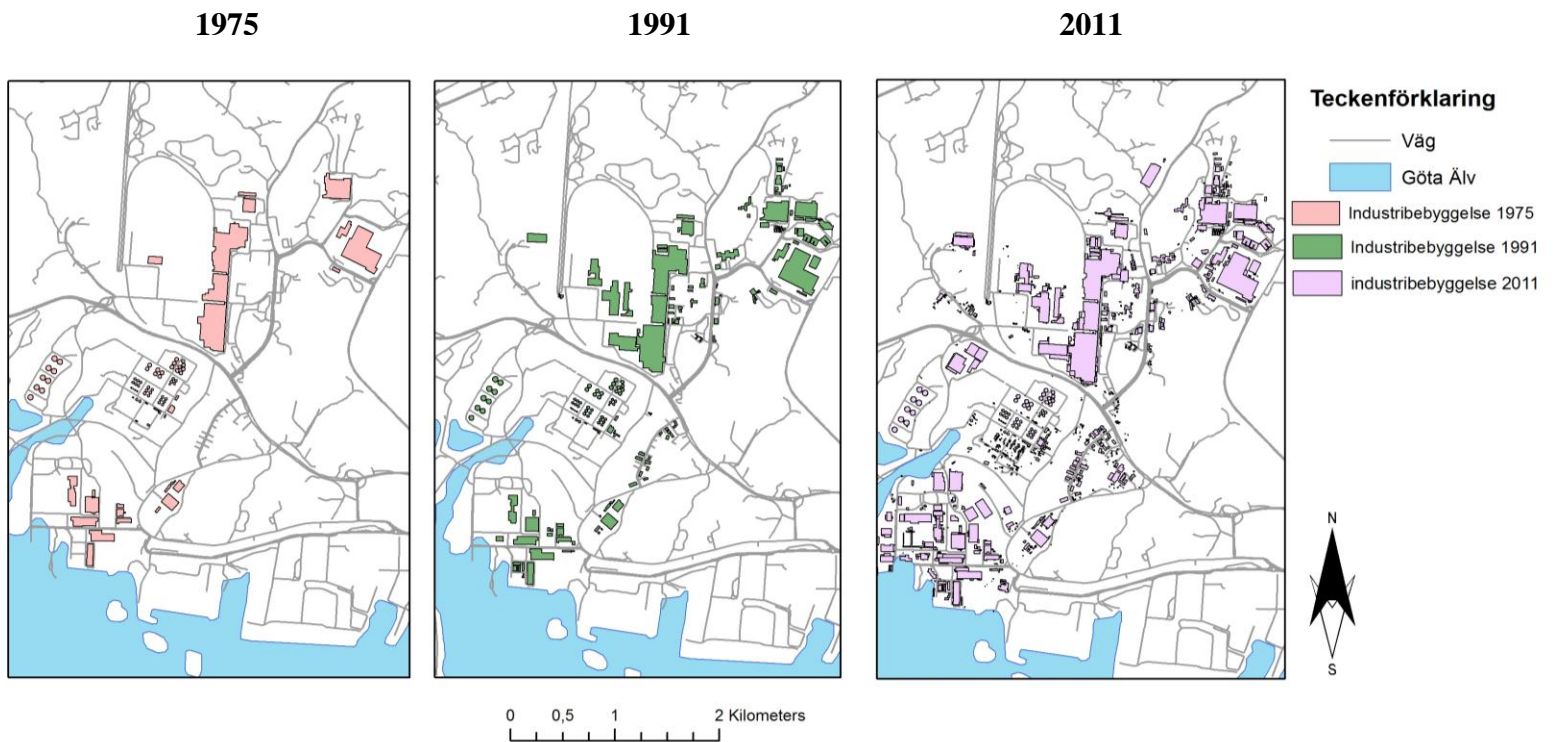 1975 1991 2011
Teckenförklaring
Väg
Göta Älv
Industribebyggelse 1975
Industribebyggelse 1991
industribebyggelse 2011
N
S
0 0,5 1 2 Kilometers